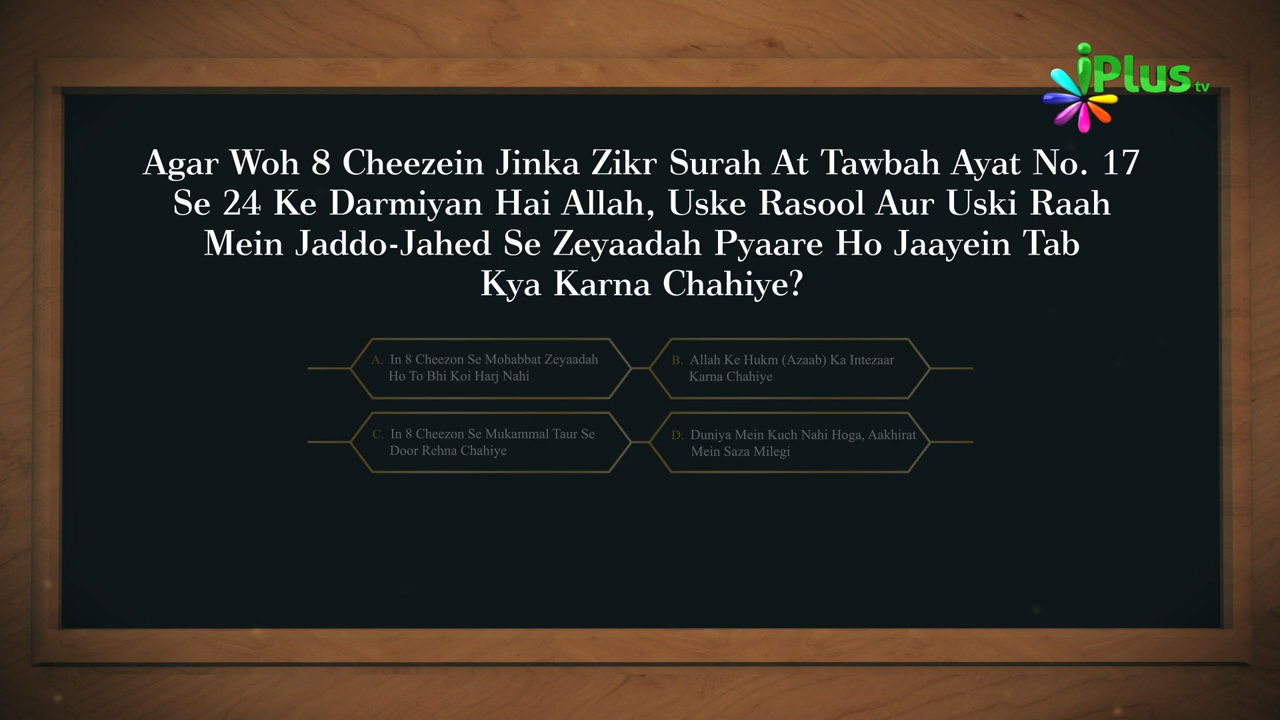 iPlus tv
Agar Woh 8 Cheezein Jinka Zikr Surah At Tawbah Ayat No. 17
Se 24 Ke Darmiyan Hai Allah, Uske Rasool Aur Uski Raah
Mein Jaddo-Jahed Se Zeyaadah Pyaare Ho Jaayein Tab
Kya Karna Chahiye?
A. In 8 Cheezon Se Mohabbat Zeyaadah
Ho To Bhi Koi Harj Nahi
B. Allah Ke Hukm (Azaab) Ka Intezaar
Karna Chahiye
C. In 8 Cheezon Se Mukammal Taur Se
Door Rehna Chahiye
D. Duniya Mein Kuch Nahi Hoga, Aakhirat
Mein Saza Milegi